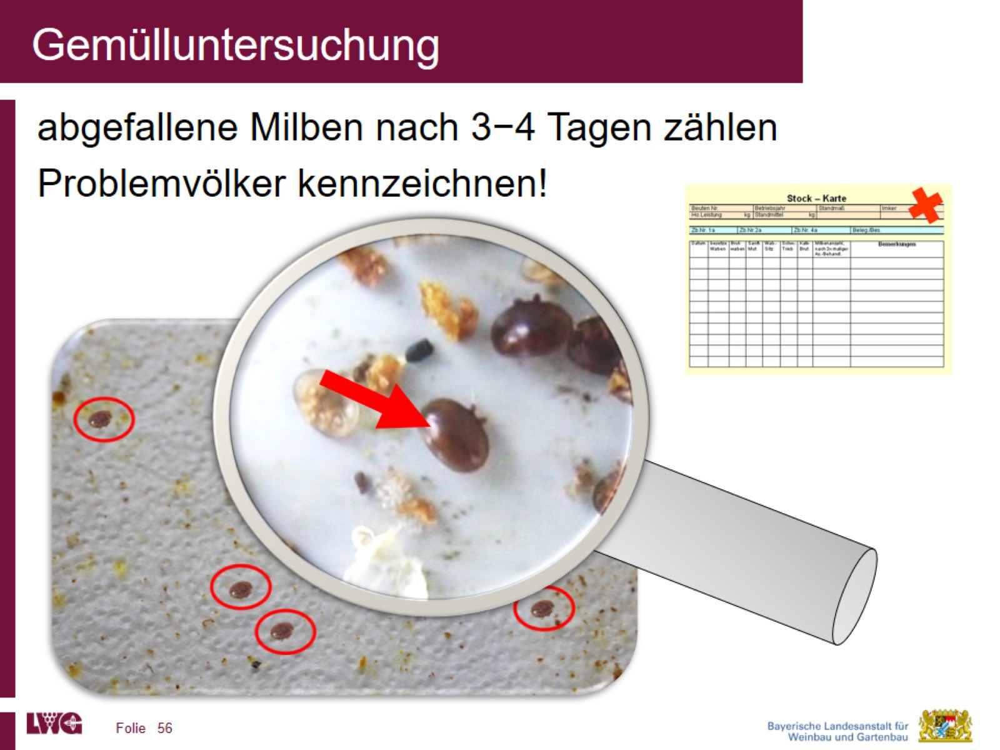 Gemülluntersuchung
abgefallene Milben nach 3–4 Tagen zählen
Problemvölker kennzeichnen!
Stock – Karte
Beuten Nr. Betriebsjahr Standmaß Imker
Ho.Leistung kg Standmittel kg
Zb.Nr. 1a Zb.Nr.2a Zb.Nr. 4a Beleg./Bes.
Datum besetze Brut- Sanft Wab.- Schw.- Kalk Milbenanzahl, Bemerkungen
Waben waben Mut Sitz Trieb Brut nach 3x maliger
As.-Behandl.
LWG
Folie 56
Bayerische Landesanstalt für
Weinbau und Gartenbau